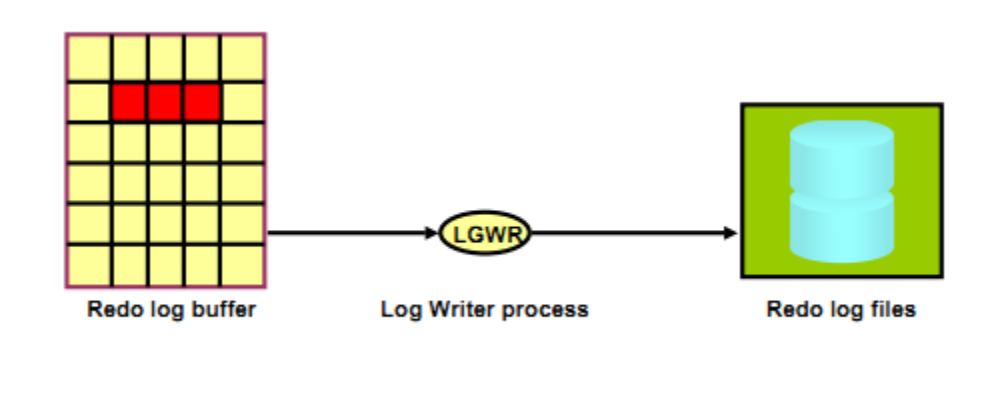 LGWR
Redo log buffer
Log Writer process
Redo log files